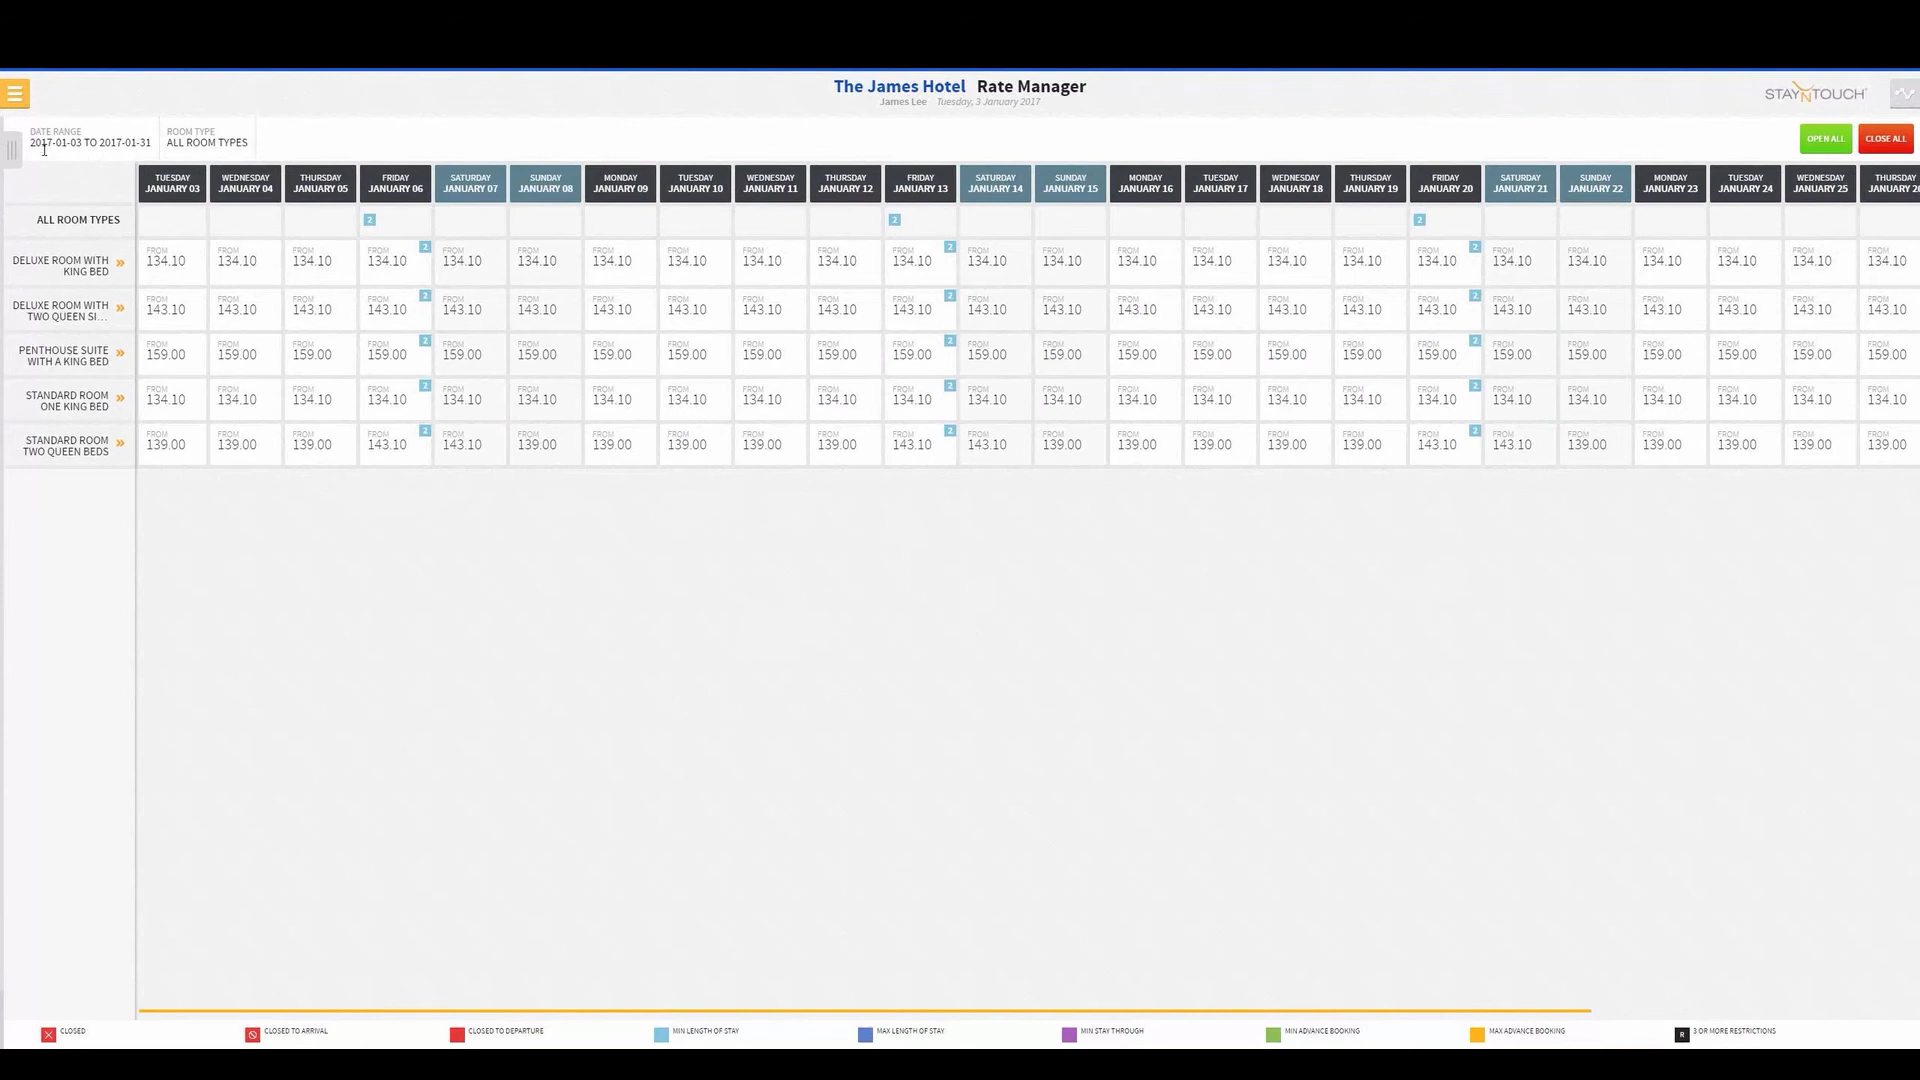 The James Hotel Rate Manager
James Lee Tuesday, 3 January 2017
STAYNTOUCH
DATE RANGE
2017-01-03 TO 2017-01-31
ROOM TYPE
ALL ROOM TYPES
OPEN ALL
CLOSE ALL
TUESDAY WEDNESDAY THURSDAY FRIDAY SATURDAY SUNDAY MONDAY TUESDAY WEDNESDAY THURSDAY FRIDAY SATURDAY SUNDAY MONDAY TUESDAY WEDNESDAY THURSDAY FRIDAY SATURDAY SUNDAY MONDAY TUESDAY WEDNESDAY THURSDAY
JANUARY 03 JANUARY 04 JANUARY 05 JANUARY 06 JANUARY 07 JANUARY 08 JANUARY 09 JANUARY 10 JANUARY 11 JANUARY 12 JANUARY 13 JANUARY 14 JANUARY 15 JANUARY 16 JANUARY 17 JANUARY 18 JANUARY 19 JANUARY 20 JANUARY 21 JANUARY 22 JANUARY 23 JANUARY 24 JANUARY 25 JANUARY
ALL ROOM TYPES 2 2 2
DELUXE ROOM WITH
KING BED
FROM FROM FROM FROM 2 FROM FROM FROM FROM FROM FROM FROM 2 FROM FROM FROM FROM FROM FROM FROM 2 FROM FROM FROM FROM FROM FROM
134.10 134.10 134.10 134.10 134.10 134.10 134.10 134.10 134.10 134.10 134.10 134.10 134.10 134.10 134.10 134.10 134.10 134.10 134.10 134.10 134.10 134.10 134.10 134.10
DELUXE ROOM WITH
TWO QUEEN SI...
FROM FROM FROM FROM 2 FROM FROM FROM FROM FROM FROM FROM 2 FROM FROM FROM FROM FROM FROM FROM 2 FROM FROM FROM FROM FROM FROM
143.10 143.10 143.10 143.10 143.10 143.10 143.10 143.10 143.10 143.10 143.10 143.10 143.10 143.10 143.10 143.10 143.10 143.10 143.10 143.10 143.10 143.10 143.10 143.10
PENTHOUSE SUITE
WITH A KING BED
FROM FROM FROM FROM 2 FROM FROM FROM FROM FROM FROM FROM 2 FROM FROM FROM FROM FROM FROM FROM 2 FROM FROM FROM FROM FROM FROM
159.00 159.00 159.00 159.00 159.00 159.00 159.00 159.00 159.00 159.00 159.00 159.00 159.00 159.00 159.00 159.00 159.00 159.00 159.00 159.00 159.00 159.00 159.00 159.00
STANDARD ROOM
ONE KING BED
FROM FROM FROM FROM 2 FROM FROM FROM FROM FROM FROM FROM 2 FROM FROM FROM FROM FROM FROM FROM 2 FROM FROM FROM FROM FROM FROM
134.10 134.10 134.10 134.10 134.10 134.10 134.10 134.10 134.10 134.10 134.10 134.10 134.10 134.10 134.10 134.10 134.10 134.10 134.10 134.10 134.10 134.10 134.10 134.10
STANDARD ROOM
TWO QUEEN BEDS
FROM FROM FROM FROM 2 FROM FROM FROM FROM FROM FROM FROM 2 FROM FROM FROM FROM FROM FROM FROM 2 FROM FROM FROM FROM FROM FROM
139.00 139.00 139.00 143.10 143.10 139.00 139.00 139.00 139.00 139.00 143.10 143.10 139.00 139.00 139.00 139.00 139.00 143.10 143.10 139.00 139.00 139.00 139.00 139.00
CLOSED
CLOSED TO ARRIVAL
CLOSED TO DEPARTURE
MIN LENGTH OF STAY
MAX LENGTH OF STAY
MIN STAY THROUGH
MIN ADVANCE BOOKING
MAX ADVANCE BOOKING
R 3 OR MORE RESTRICTIONS